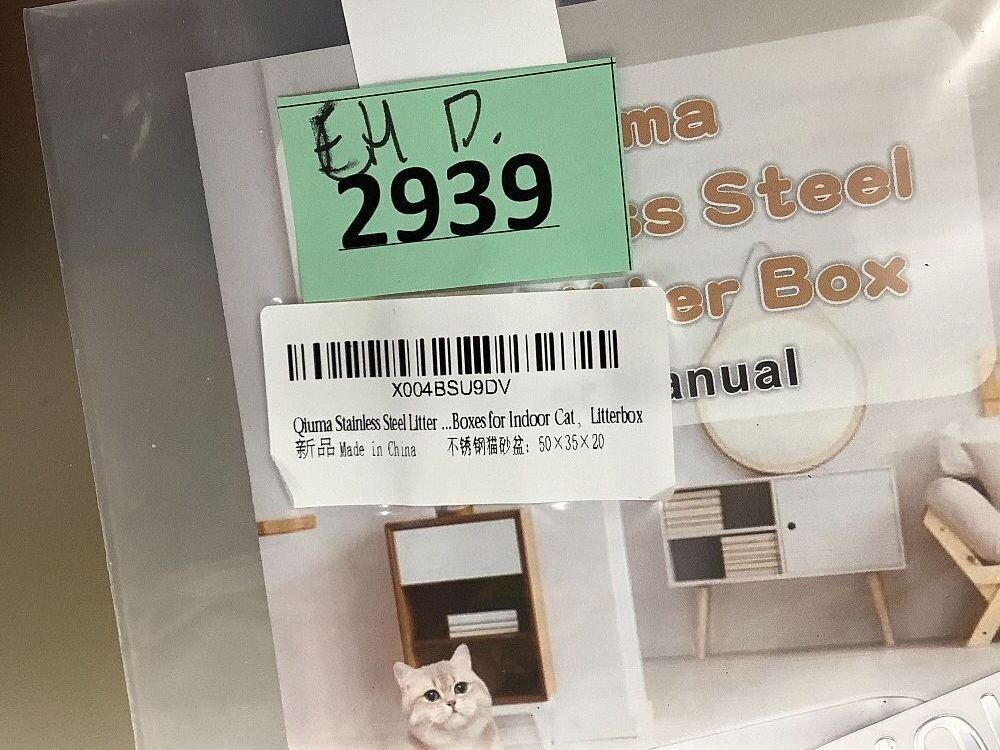 EH D.
2939
ma
ss Steel
er Box
anual
X004BSU9DV
Qiuma Stainless Steel Litter ...Boxes for Indoor Cat, Litterbox
新品 Made in China 不锈钢猫砂盆: 50×35×20